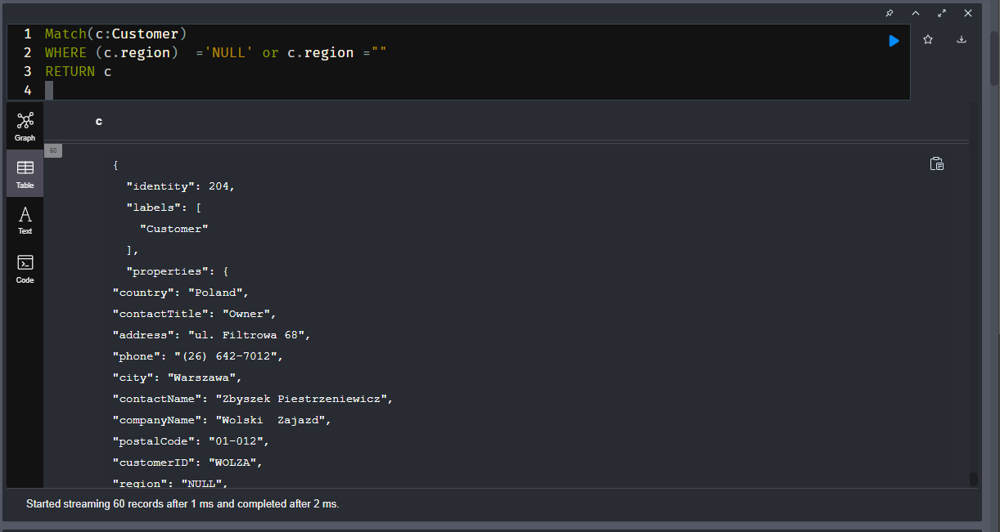 1 Match(c:Customer)
2 WHERE (c.region)  ='NULL' or c.region =""
3 RETURN c
4
Graph
Table
Text
Code
c
60
{
"identity": 204,
"labels": [
"Customer"
],
"properties": {
"country": "Poland",
"contactTitle": "Owner",
"address": "ul. Filtrowa 68",
"phone": "(26) 642-7012",
"city": "Warszawa",
"contactName": "Zbyszek Piestrzeniewicz",
"companyName": "Wolski  Zajazd",
"postalCode": "01-012",
"customerID": "WOLZA",
"region": "NULL",
Started streaming 60 records after 1 ms and completed after 2 ms.